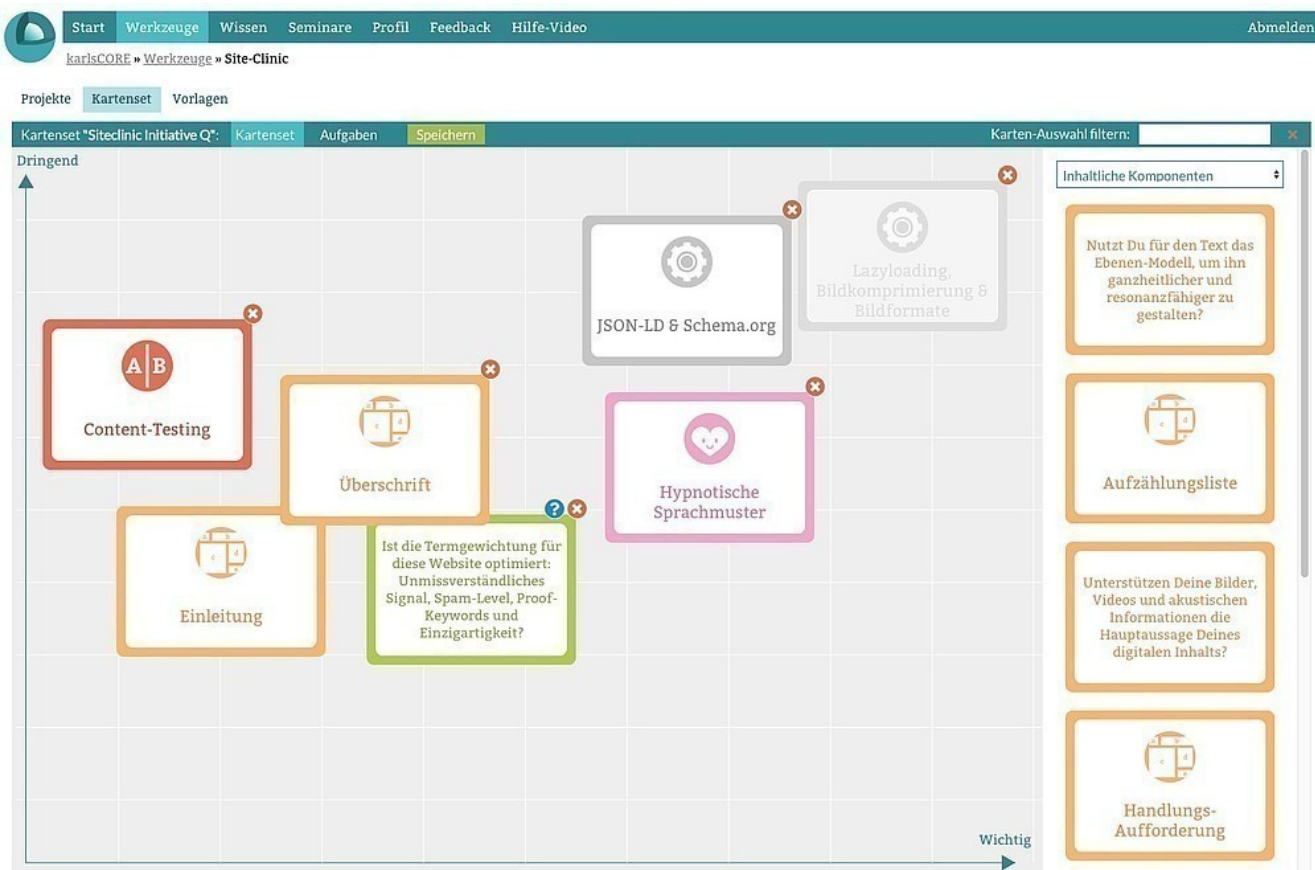 Start Werkzeuge Wissen Seminare Profil Feedback Hilfe-Video Abmelden
karlsCORE » Werkzeuge » Site-Clinic
Projekte Kartenset Vorlagen
Kartenset "Siteclinic Initiative Q": Kartenset Aufgaben Speichern Karten-Auswahl filtern:
Dringend
Inhaltliche Komponenten
Lazyloading,
Bildkomprimierung &
Bildformate
JSON-LD & Schema.org
A B
Content-Testing
a b
c d
e
Überschrift
Hypnotische
Sprachmuster
a b
c d
e
Einleitung
?
Ist die Termgewichtung für
diese Website optimiert:
Unmissverständliches
Signal, Spam-Level, Proof-
Keywords und
Einzigartigkeit?
Wichtig
Nutzt Du für den Text das
Ebenen-Modell, um ihn
ganzheitlicher und
resonanzfähiger zu
gestalten?
a b
c d
e
Aufzählungsliste
Unterstützen Deine Bilder,
Videos und akustischen
Informationen die
Hauptaussage Deines
digitalen Inhalts?
a b
c d
e
Handlungs-
Aufforderung